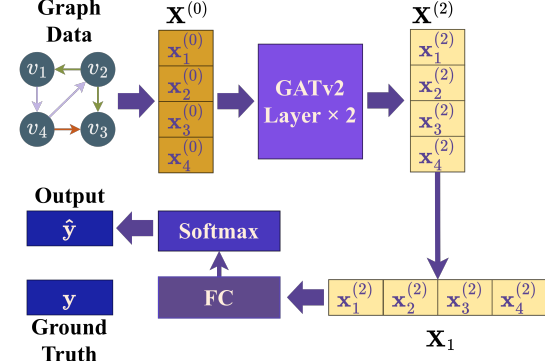 Graph
Data
v₁
v₂
v₄
v₃
X⁽⁰⁾
x₁⁽⁰⁾
x₂⁽⁰⁾
x₃⁽⁰⁾
x₄⁽⁰⁾
GATv2
Layer × 2
X⁽²⁾
x₁⁽²⁾
x₂⁽²⁾
x₃⁽²⁾
x₄⁽²⁾
Output
ŷ
Softmax
y
FC
x₁⁽²⁾ x₂⁽²⁾ x₃⁽²⁾ x₄⁽²⁾
Ground
Truth
X₁